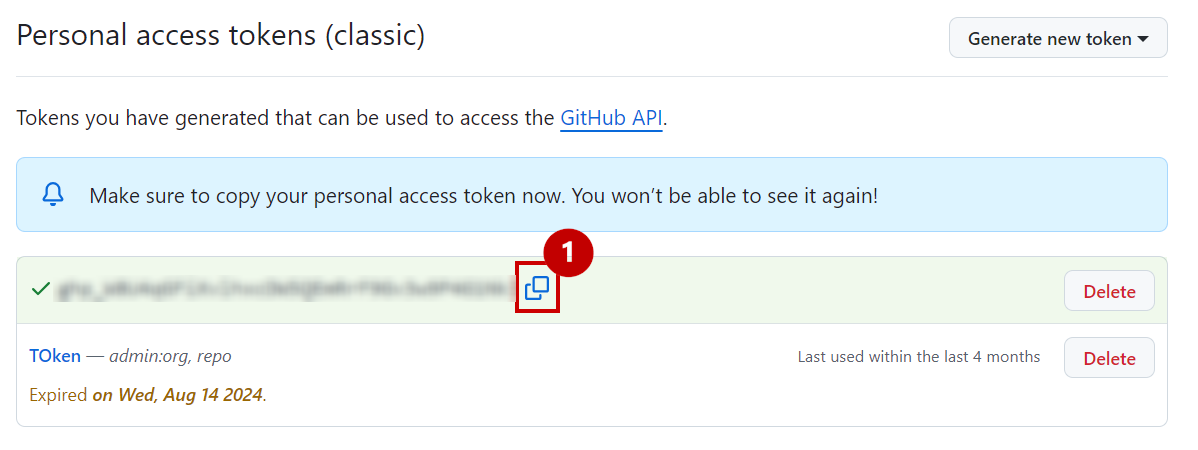 Personal access tokens (classic)
Generate new token
Tokens you have generated that can be used to access the GitHub API.
Make sure to copy your personal access token now. You won’t be able to see it again!
1
Delete
TOken — admin:org, repo
Last used within the last 4 months
Delete
Expired on Wed, Aug 14 2024.